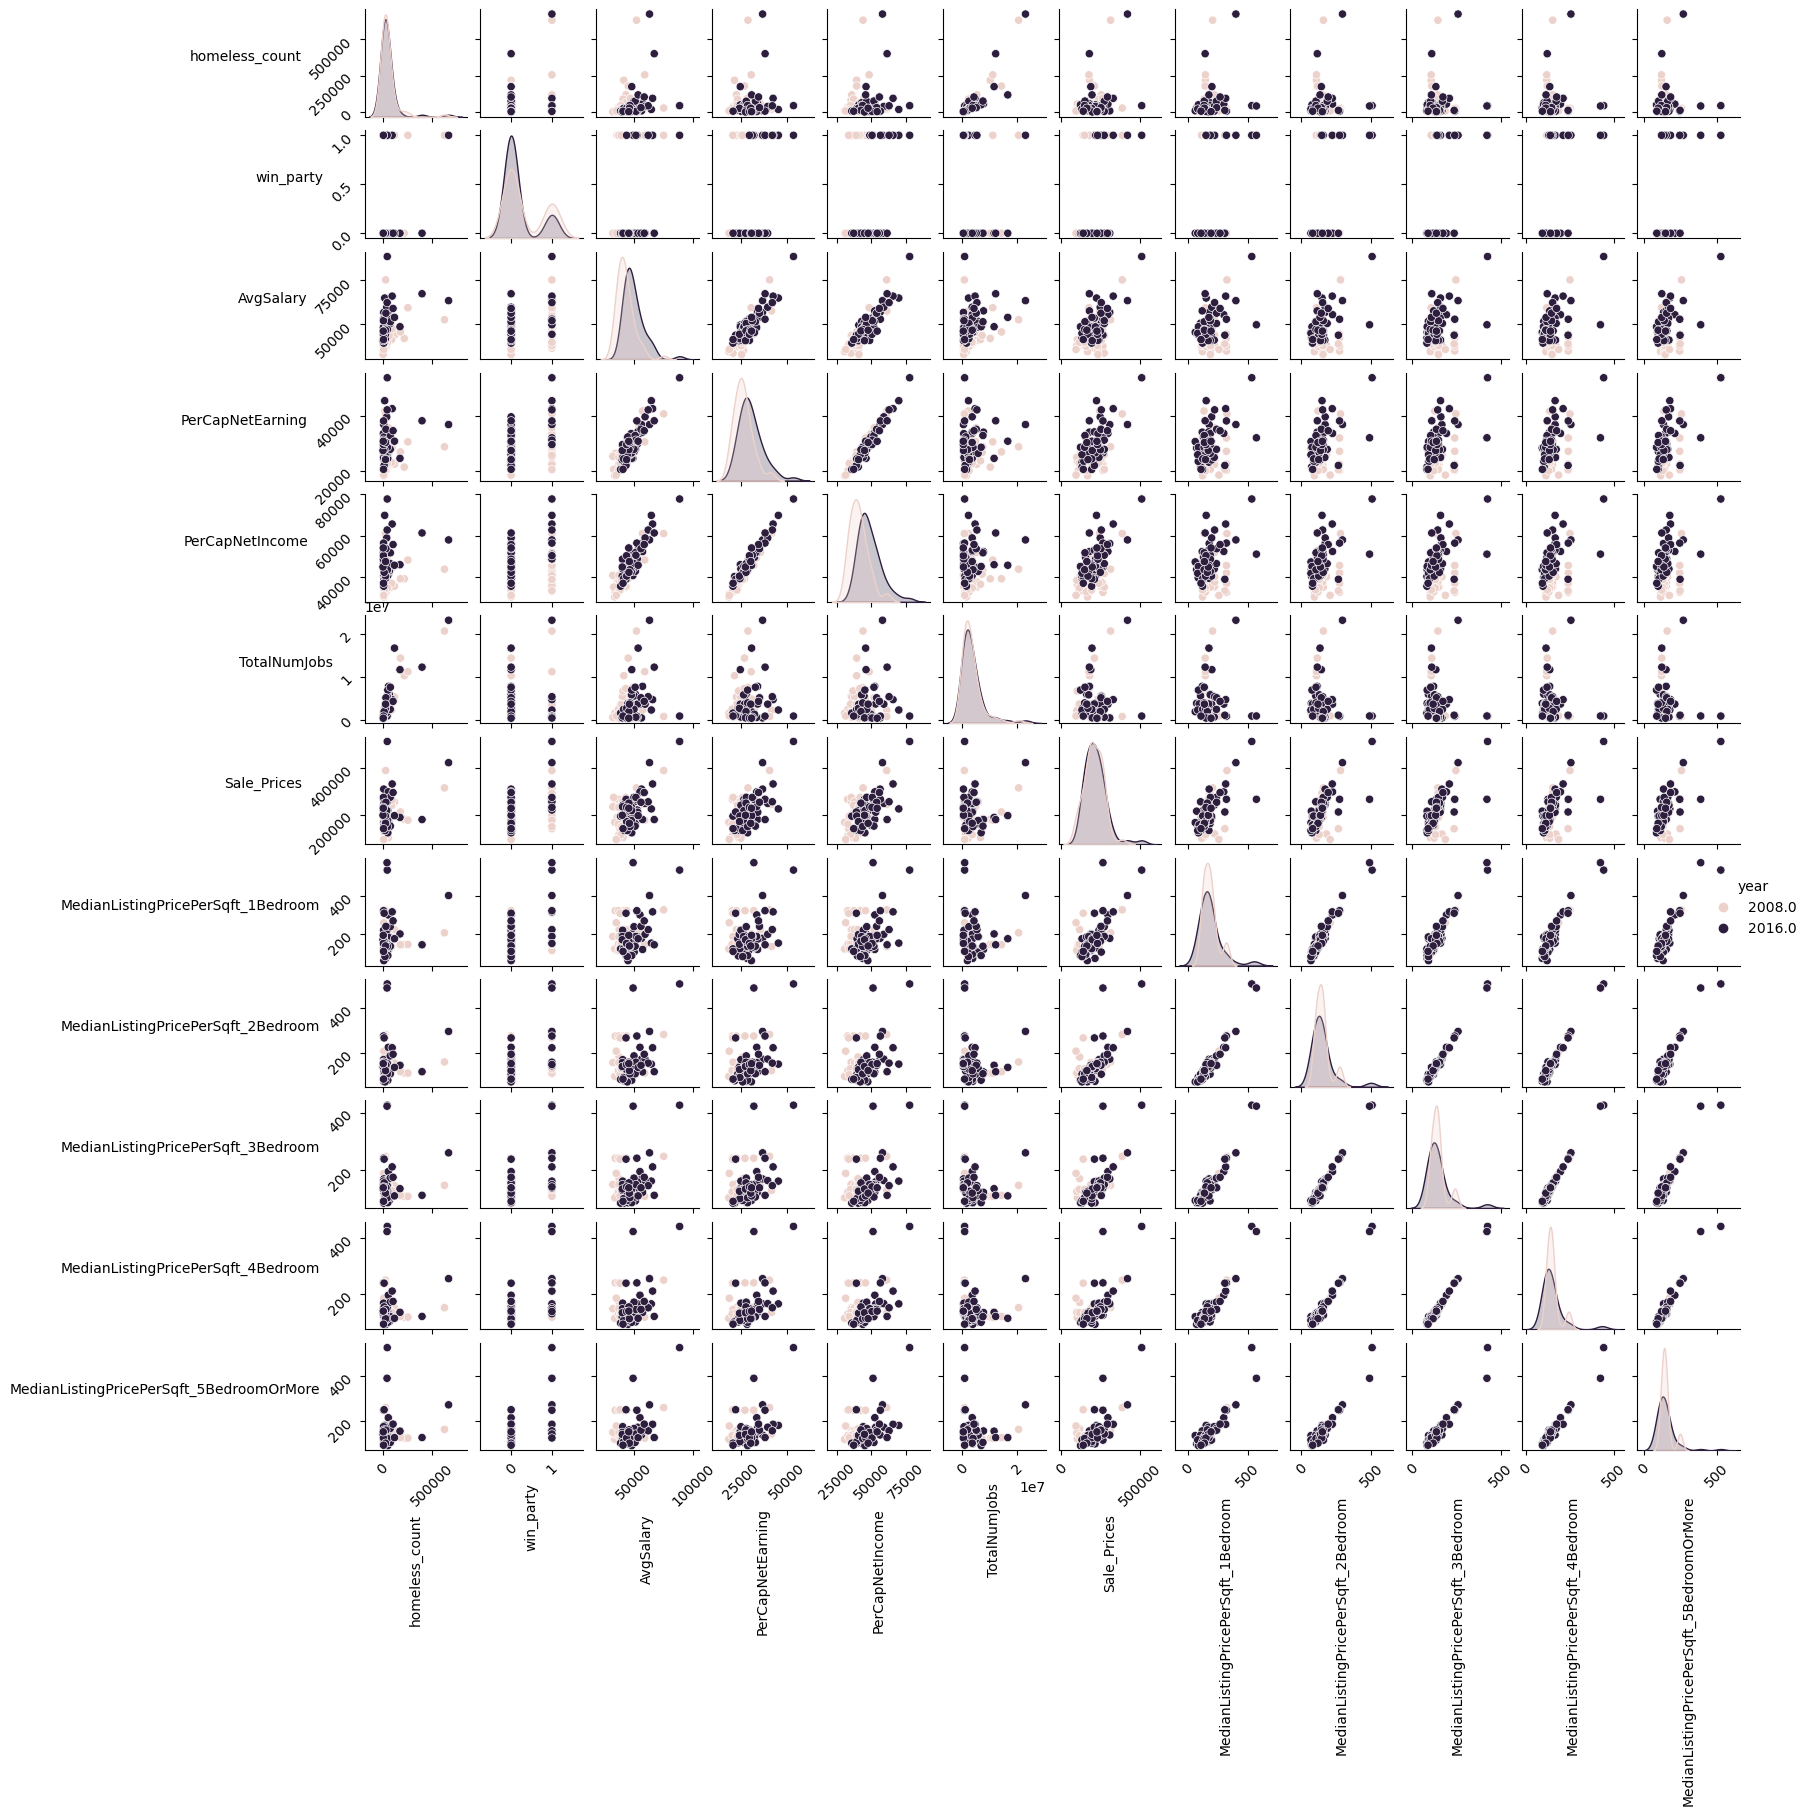 homeless_count
500000
250000
0
win_party
1.0
0.5
0.0
AvgSalary
75000
50000
PerCapNetEarning
40000
20000
PerCapNetIncome
80000
60000
40000
1e7
TotalNumJobs
2
1
0
Sale_Prices
400000
200000
MedianListingPricePerSqft_1Bedroom
400
200
year
2008.0
2016.0
MedianListingPricePerSqft_2Bedroom
400
200
MedianListingPricePerSqft_3Bedroom
400
200
MedianListingPricePerSqft_4Bedroom
400
200
MedianListingPricePerSqft_5BedroomOrMore
400
200
0 500000 0 1 50000 100000 25000 50000 25000 50000 75000 0 2 500000 0 500 0 500 0 500 0 500 0 500
1e7
homeless_count
win_party
AvgSalary
PerCapNetEarning
PerCapNetIncome
TotalNumJobs
Sale_Prices
MedianListingPricePerSqft_1Bedroom
MedianListingPricePerSqft_2Bedroom
MedianListingPricePerSqft_3Bedroom
MedianListingPricePerSqft_4Bedroom
MedianListingPricePerSqft_5BedroomOrMore